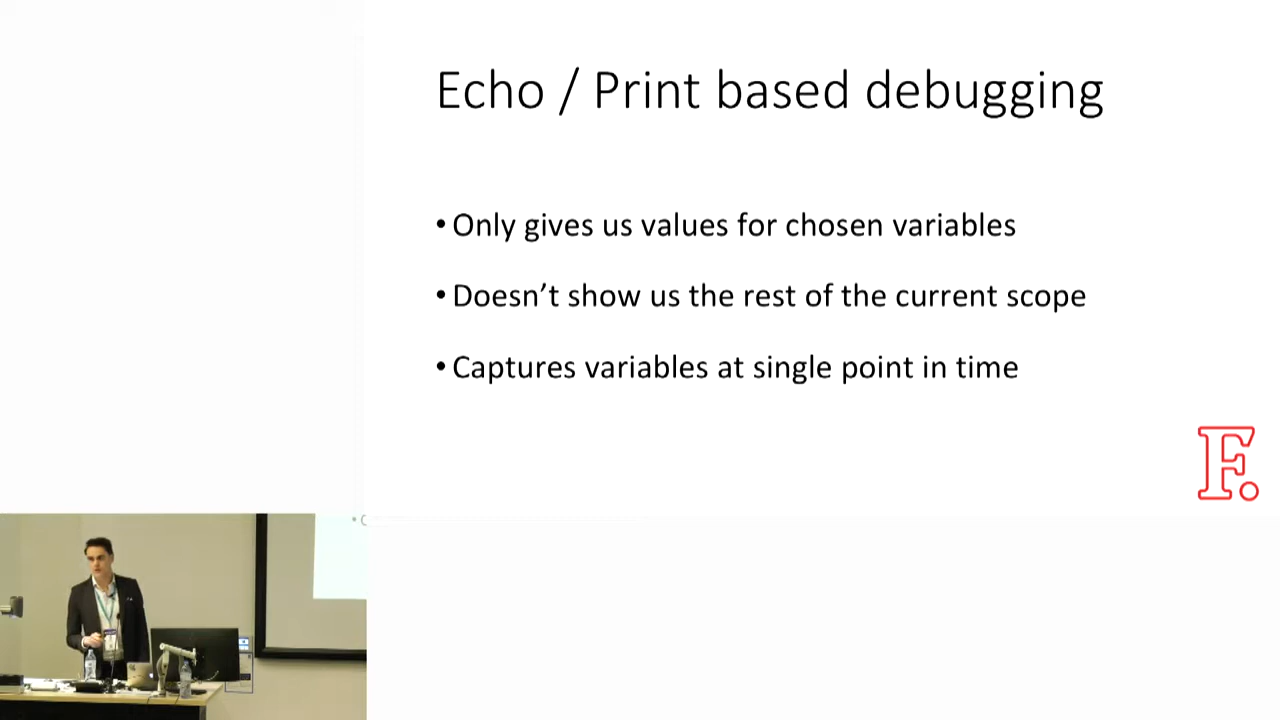 Echo / Print based debugging
• Only gives us values for chosen variables
• Doesn’t show us the rest of the current scope
• Captures variables at single point in time
F.